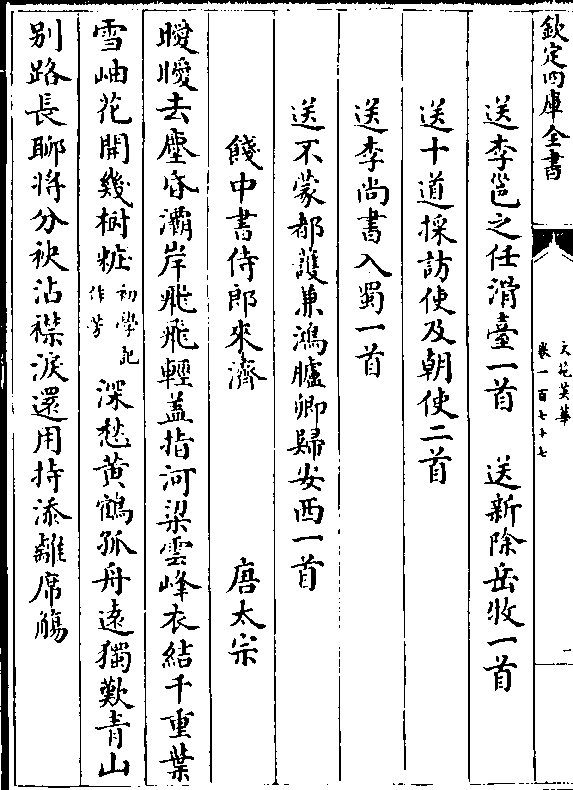 欽定四庫全書
文苑英華
卷一百七十七
二
送李邕之任滑臺一首　送新除岳牧一首
送十道採訪使及朝使二首
送李尚書入蜀一首
送不蒙都護兼鴻臚卿歸安西一首
餞中書侍郎來濟　唐太宗
曖曖去塵昏灞岸飛飛輕蓋指河梁雲峰衣結千重葉
雪岫花開幾樹粧初學記作芳深愁黃鶴孤舟遠獨歎青山
别路長聊將分袂沾襟淚還用持添離席觴